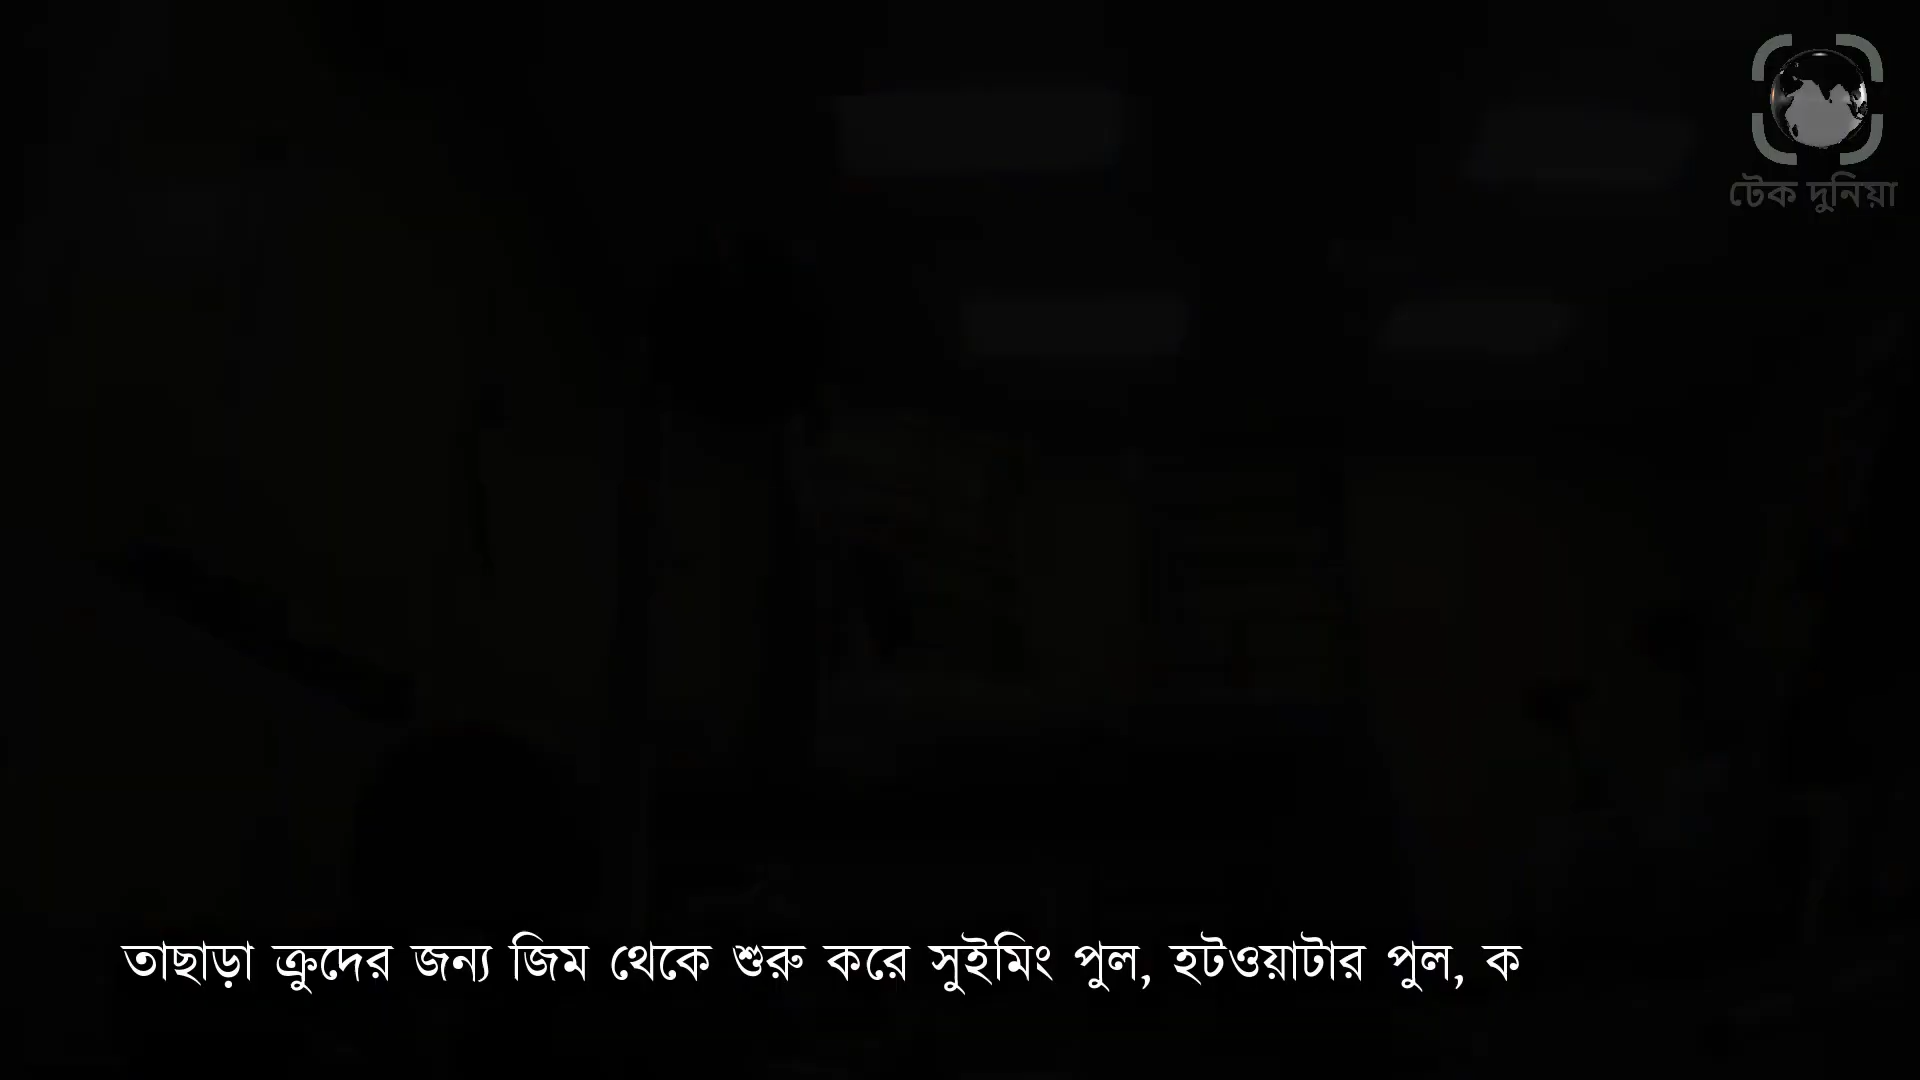 টেক দুনিয়া
তাছাড়া ক্রুদের জন্য জিম থেকে শুরু করে সুইমিং পুল, হটওয়াটার পুল, ক